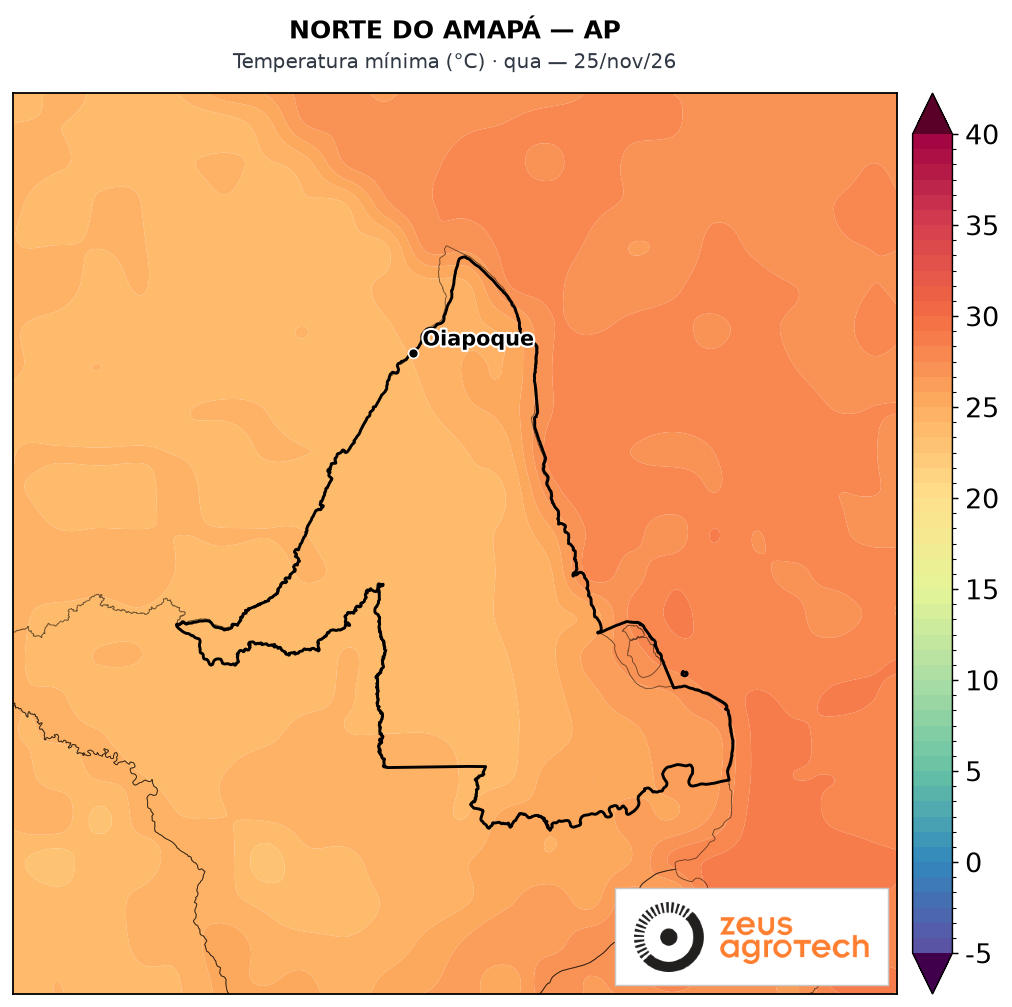 NORTE DO AMAPÁ — AP
Temperatura mínima (°C) · qua — 25/nov/26
Oiapoque
40
35
30
25
20
15
10
5
0
-5
zeus
agrotech